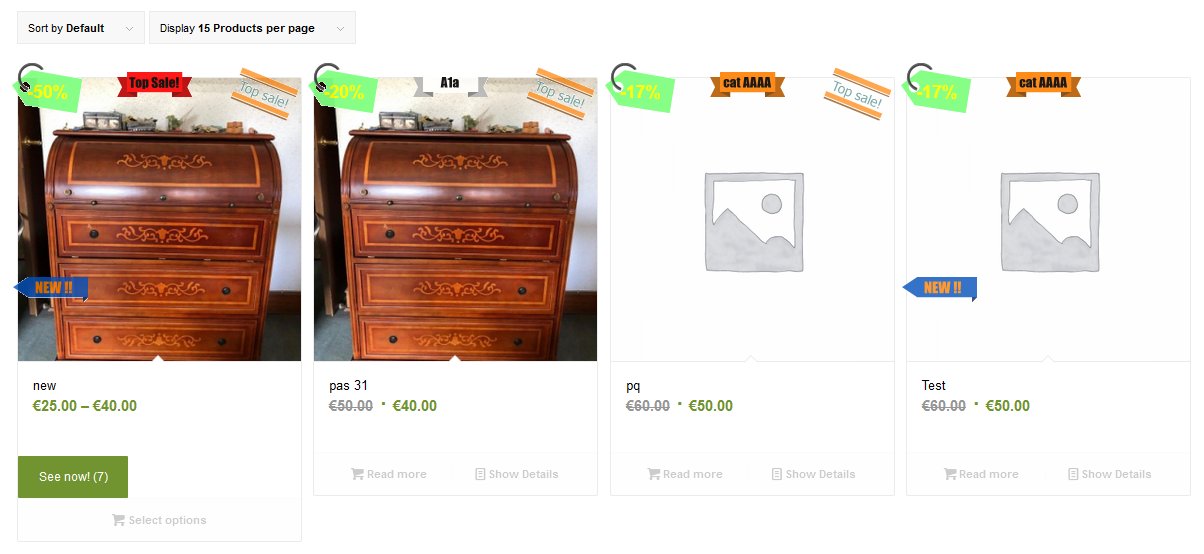 Sort by Default
Display 15 Products per page
-50%
Top Sale!
Top sale!
NEW !!
new
€25.00 – €40.00
See now! (7)
Select options
-20%
A1a
Top sale!
pas 31
€50.00 · €40.00
Read more
Show Details
-17%
cat AAAA
Top sale!
pq
€60.00 · €50.00
Read more
Show Details
-17%
cat AAAA
NEW !!
Test
€60.00 · €50.00
Read more
Show Details